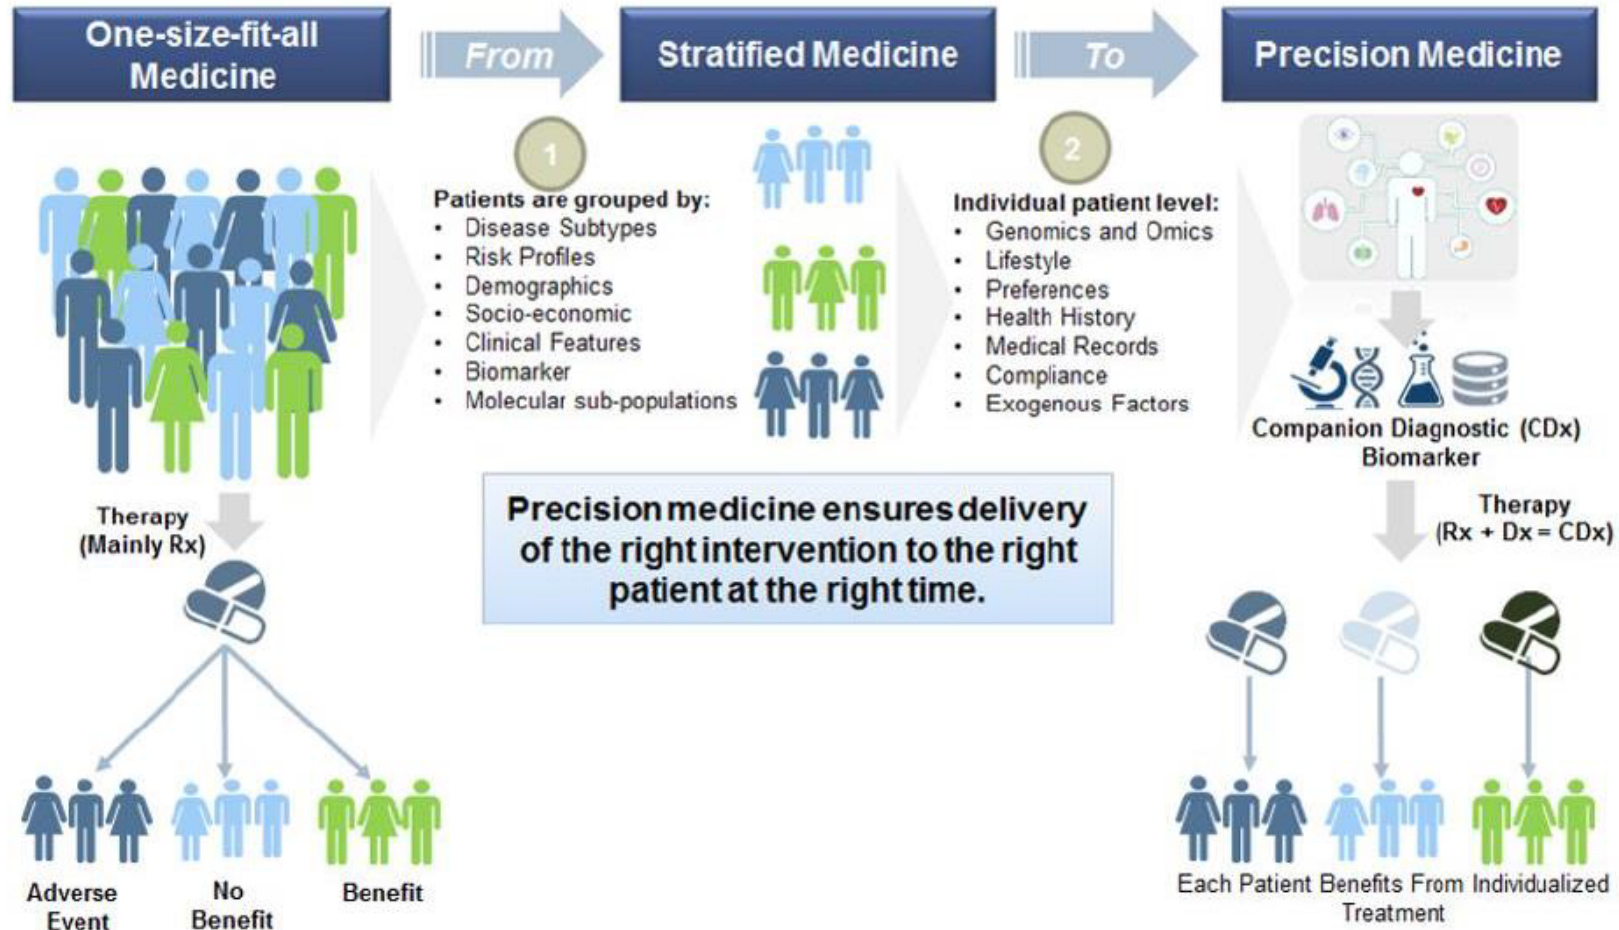 One-size-fit-all
Medicine
From
Stratified Medicine
To
Precision Medicine
1
Patients are grouped by:
• Disease Subtypes
• Risk Profiles
• Demographics
• Socio-economic
• Clinical Features
• Biomarker
• Molecular sub-populations
2
Individual patient level:
• Genomics and Omics
• Lifestyle
• Preferences
• Health History
• Medical Records
• Compliance
• Exogenous Factors
Companion Diagnostic (CDx)
Biomarker
Therapy
(Mainly Rx)
Precision medicine ensures delivery
of the right intervention to the right
patient at the right time.
Therapy
(Rx + Dx = CDx)
Adverse
Event
No
Benefit
Benefit
Each Patient Benefits From Individualized
Treatment